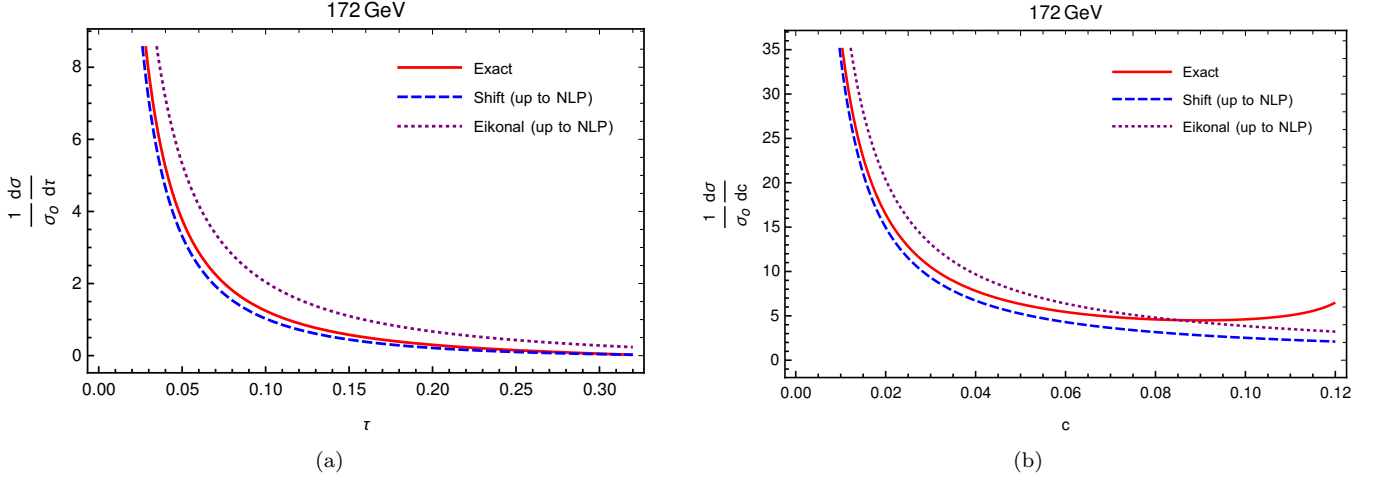 172 GeV
Exact
Shift (up to NLP)
Eikonal (up to NLP)
8
6
4
2
0
1 dσ
σo dτ
0.00 0.05 0.10 0.15 0.20 0.25 0.30
τ
(a)
172 GeV
Exact
Shift (up to NLP)
Eikonal (up to NLP)
35
30
25
20
15
10
5
0
1 dσ
σo dc
0.00 0.02 0.04 0.06 0.08 0.10 0.12
c
(b)